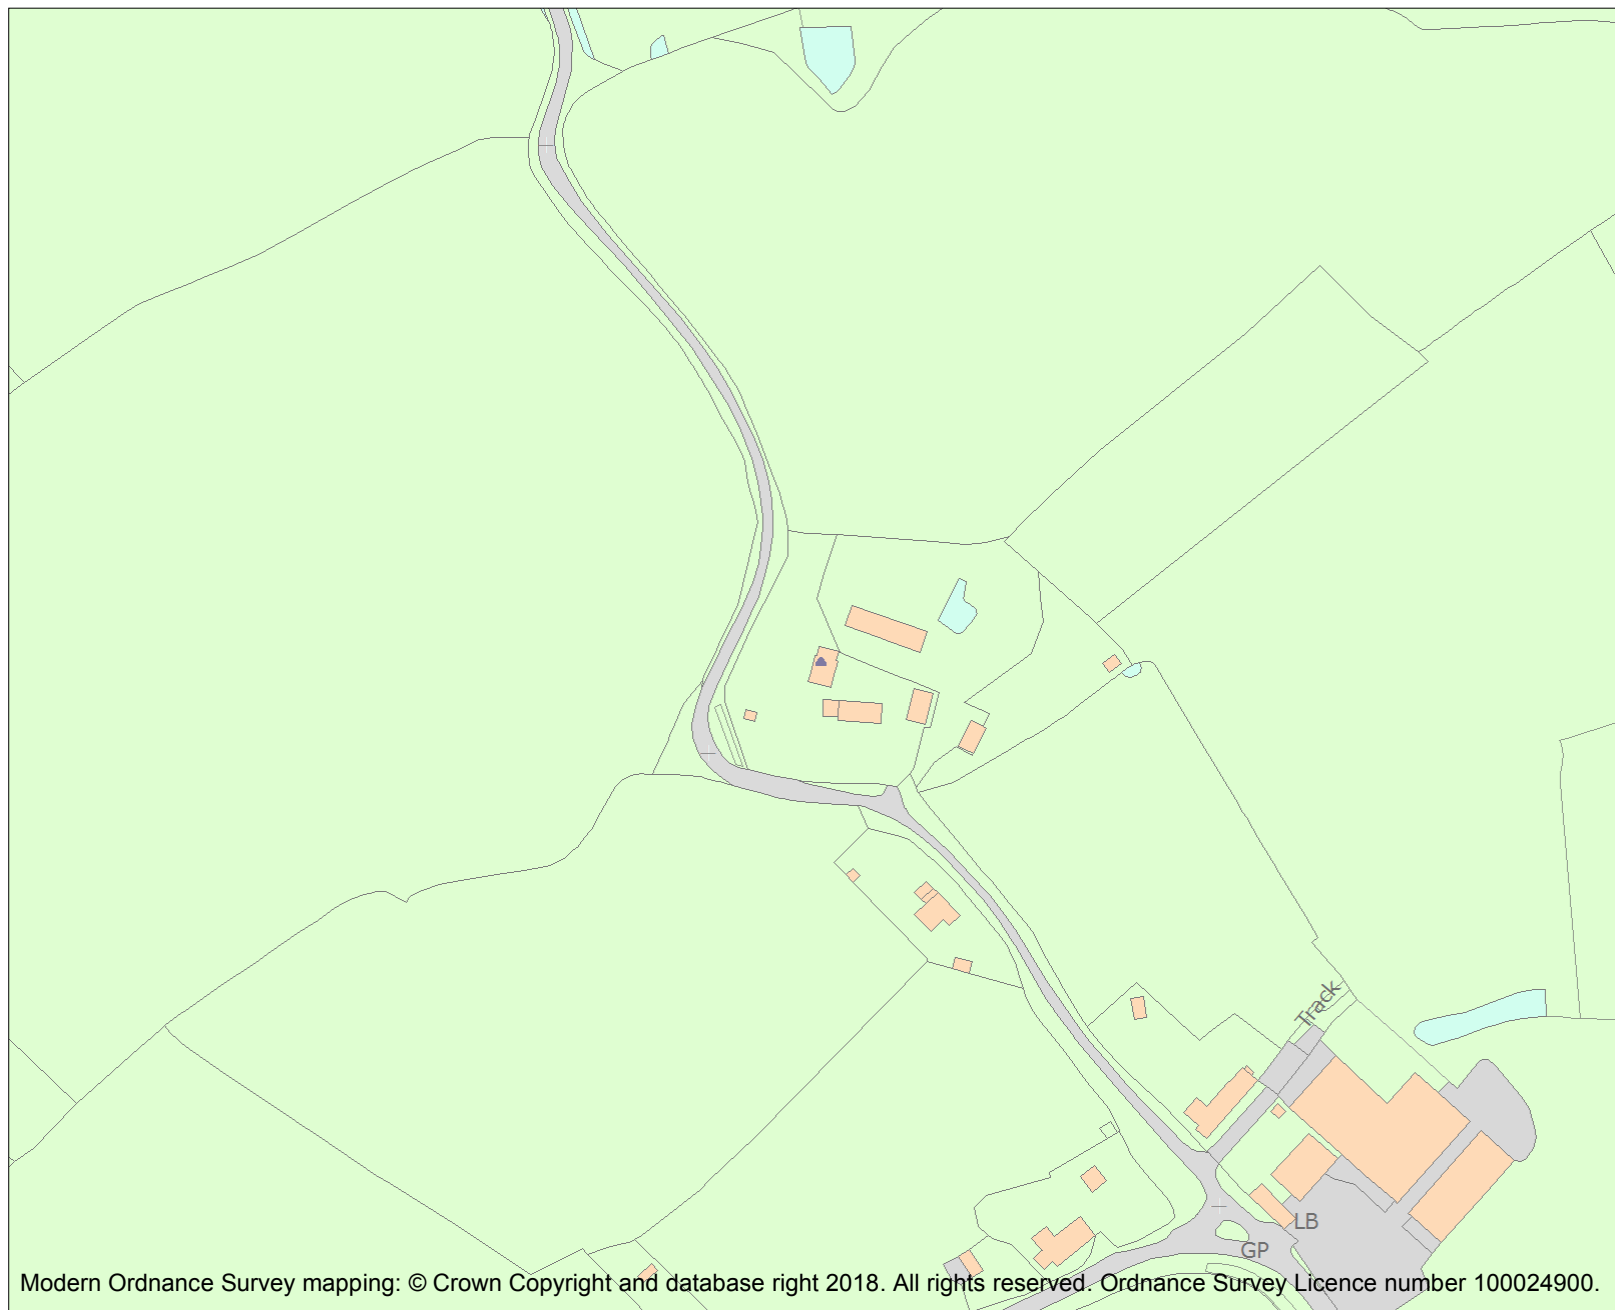 Track
LB
GP
Modern Ordnance Survey mapping: © Crown Copyright and database right 2018. All rights reserved. Ordnance Survey Licence number 100024900.